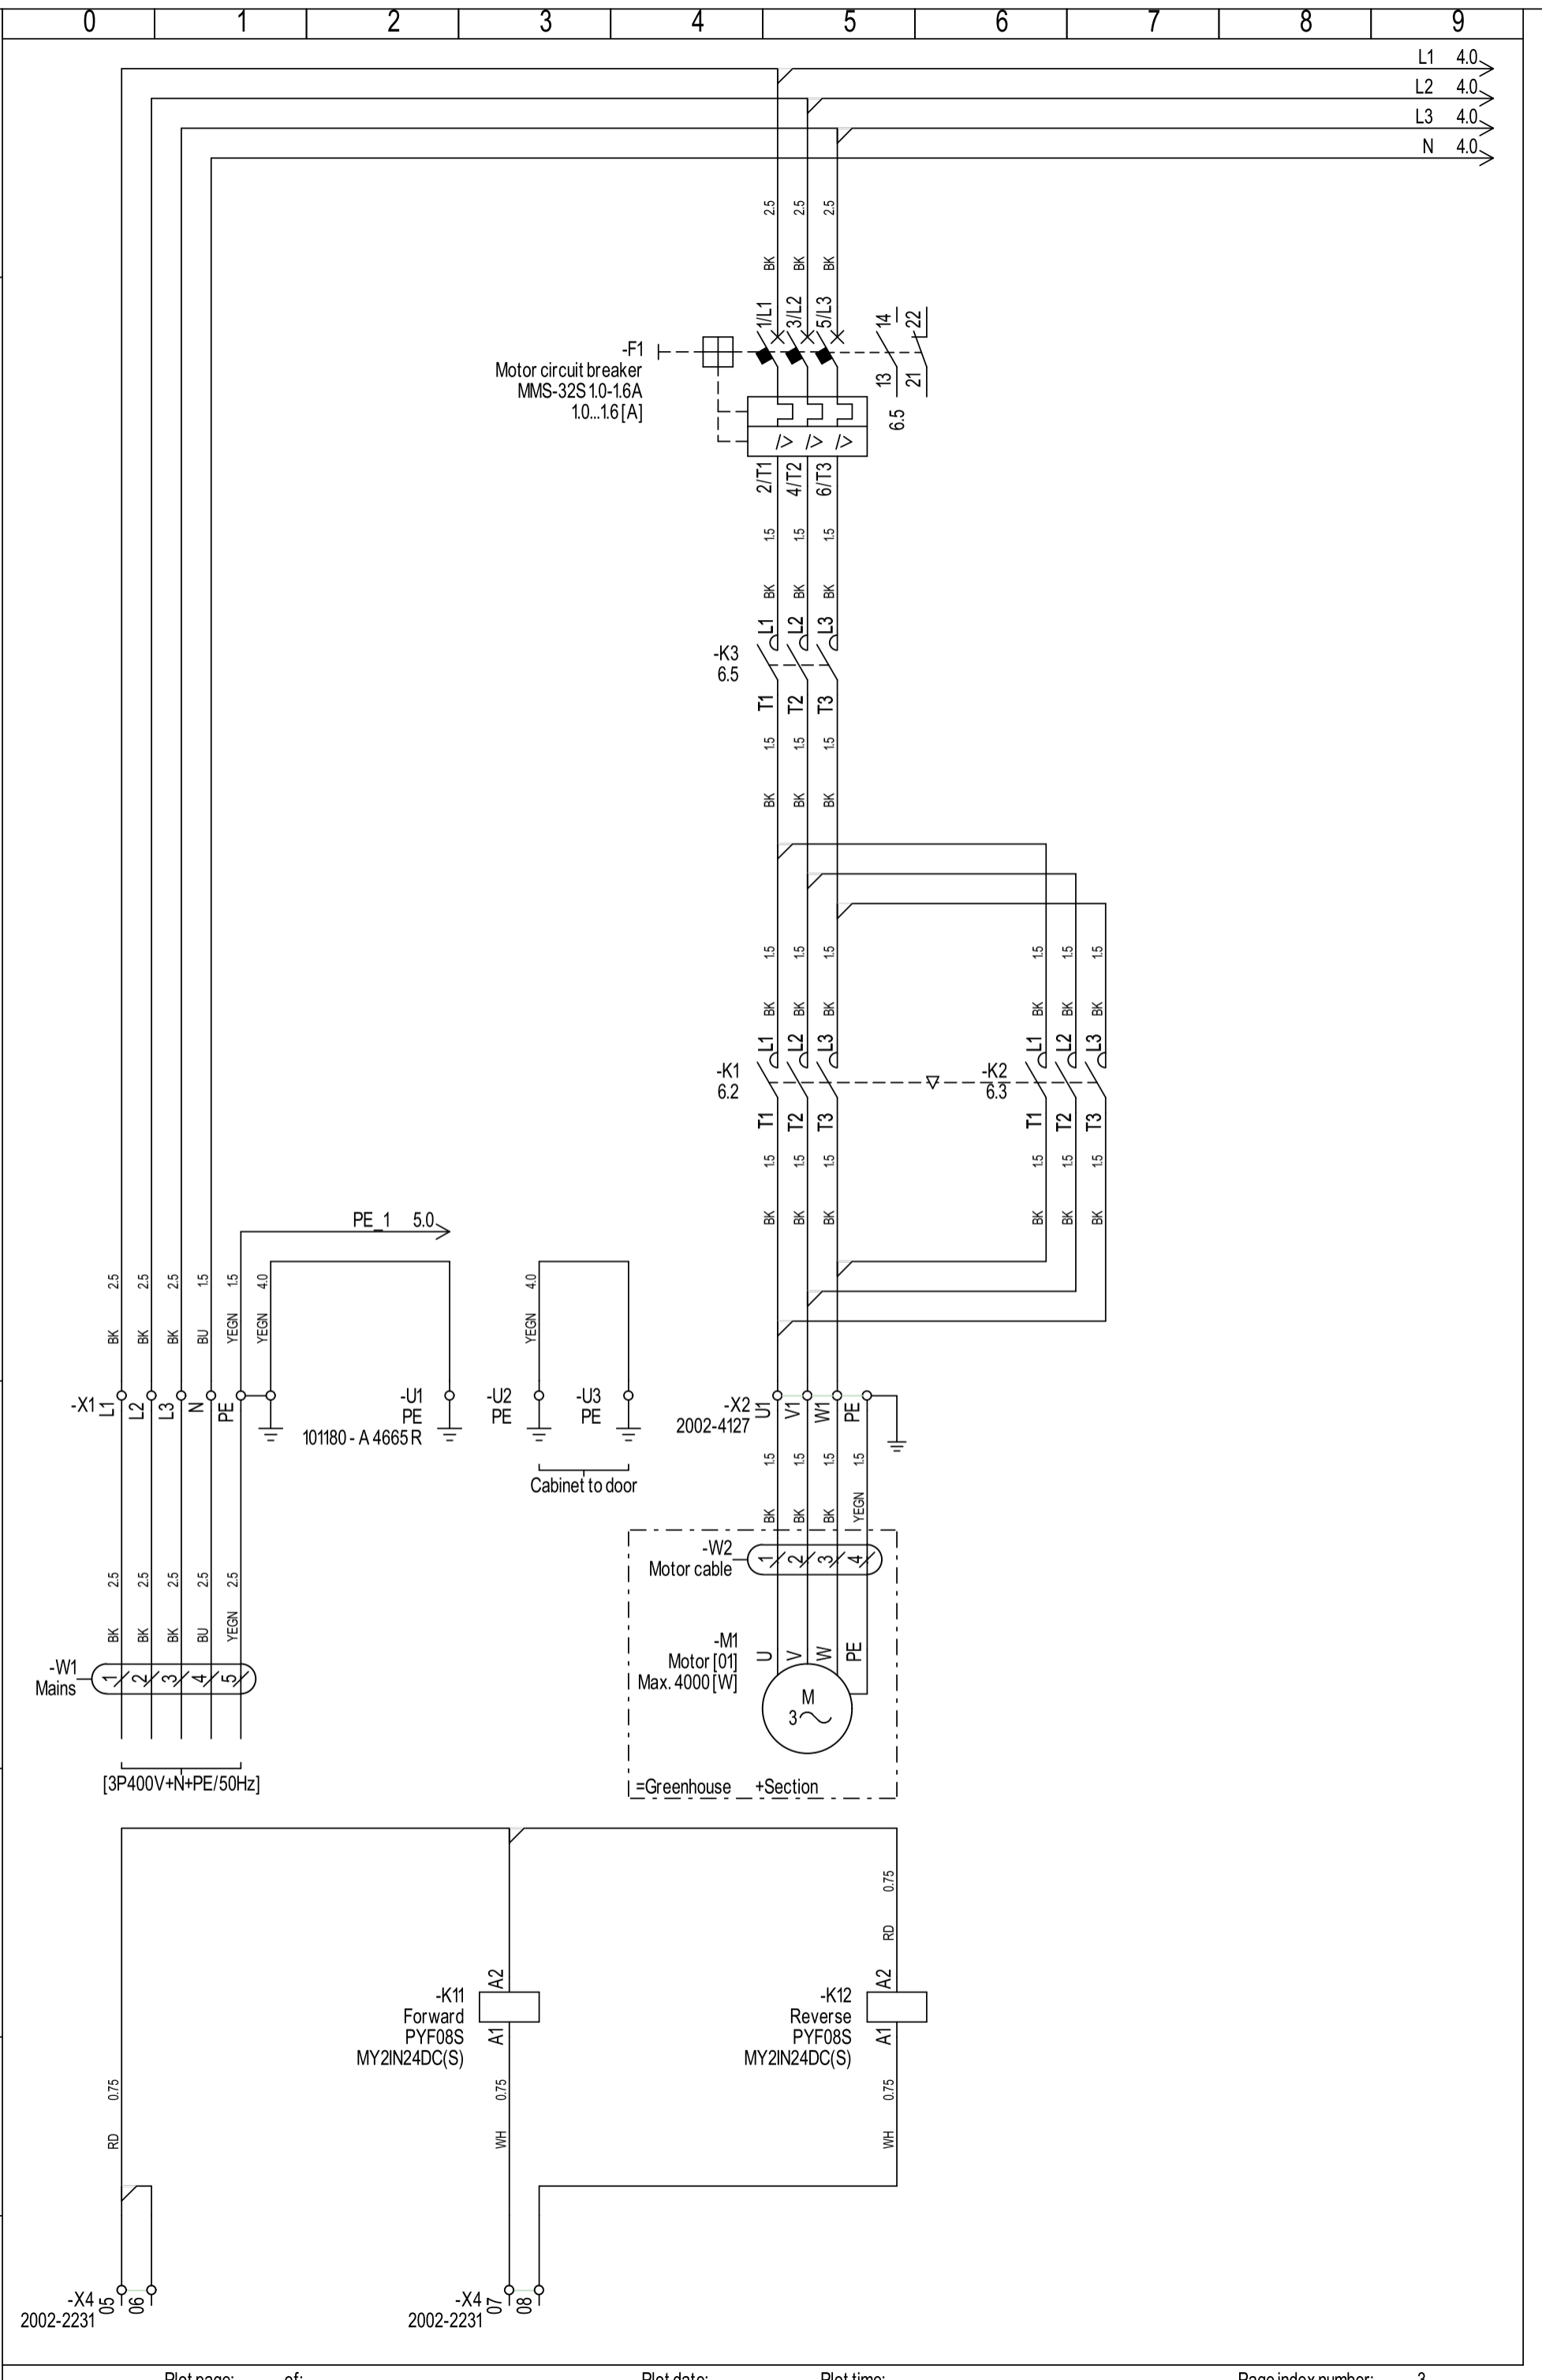 0 1 2 3 4 5 6 7 8 9
L1 4.0
L2 4.0
L3 4.0
N 4.0
2.5 2.5 2.5
BK BK BK
1/L1 3/L2 5/L3 14 22
-F1
Motor circuit breaker
MMS-32S 1.0-1.6A
1.0...1.6 [A]
13 21
6.5
I> I> I>
2/T1 4/T2 6/T3
1.5 1.5 1.5
BK BK BK
L1 L2 L3
-K3
6.5
T1 T2 T3
1.5 1.5 1.5
BK BK BK
1.5 1.5 1.5 1.5 1.5 1.5
BK BK BK BK BK BK
L1 L2 L3 L1 L2 L3
-K1
6.2
-K2
6.3
T1 T2 T3 T1 T2 T3
1.5 1.5 1.5 1.5 1.5 1.5
BK BK BK BK BK BK
PE_1 5.0
2.5 2.5 2.5 1.5 1.5 4.0 4.0
BK BK BK BU YEGN YEGN YEGN
-X1 L1 L2 L3 N PE
-U1
PE
101180 - A 4665 R
-U2
PE
-U3
PE
Cabinet to door
-X2
2002-4127
U1 V1 W1 PE
1.5 1.5 1.5 1.5
BK BK BK YEGN
-W2
Motor cable
1 2 3 4
2.5 2.5 2.5 2.5 2.5
BK BK BK BU YEGN
-W1
Mains
1 2 3 4 5
[3P400V+N+PE/50Hz]
-M1
Motor [01]
Max. 4000 [W]
U V W PE
M
3
=Greenhouse +Section
0.75
RD
-K11
Forward
PYF08S
MY2IN24DC(S)
A2
A1
-K12
Reverse
PYF08S
MY2IN24DC(S)
A2
A1
0.75 0.75 0.75
RD WH WH
-X4
2002-2231
05 06
-X4
2002-2231
07 08
Plot page: of: Plot date: Plot time: Page index number: 3